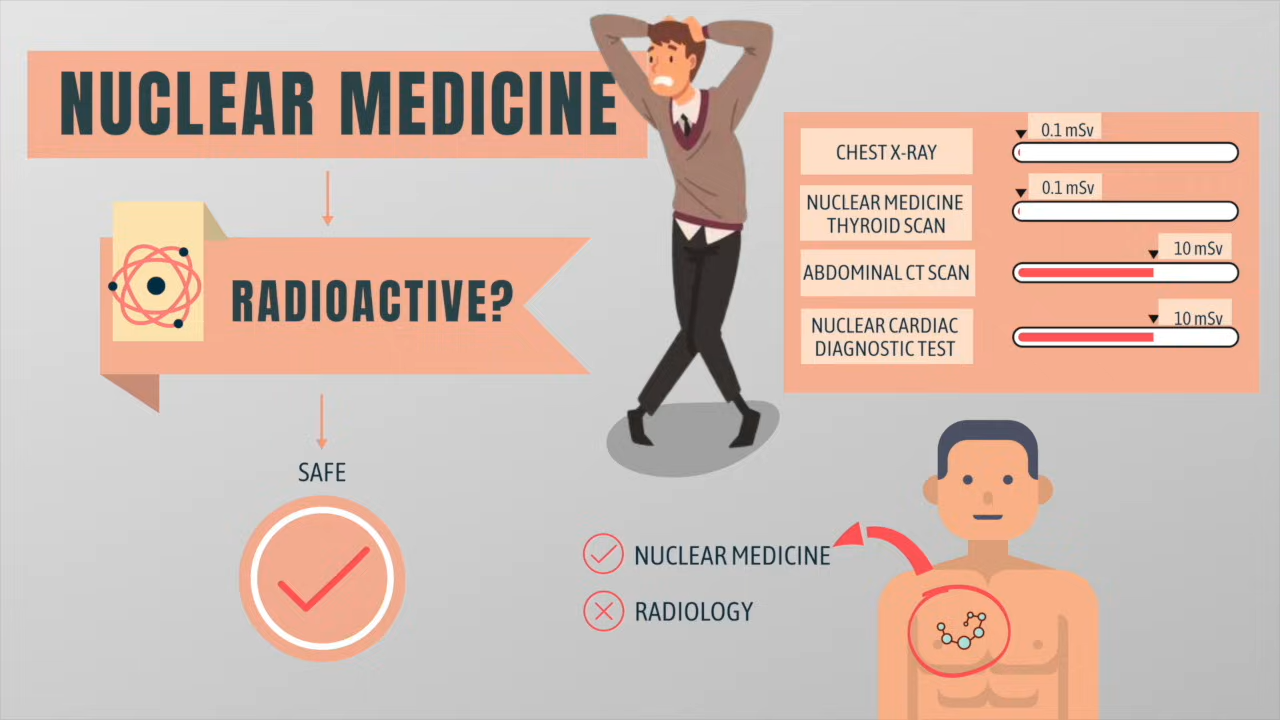 NUCLEAR MEDICINE
RADIOACTIVE?
SAFE
CHEST X-RAY
0.1 mSv
NUCLEAR MEDICINE
THYROID SCAN
0.1 mSv
ABDOMINAL CT SCAN
10 mSv
NUCLEAR CARDIAC
DIAGNOSTIC TEST
10 mSv
NUCLEAR MEDICINE
RADIOLOGY